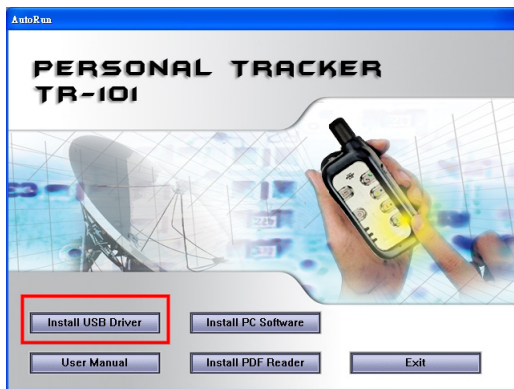 AutoRun
PERSONAL TRACKER
TR-101
Install USB Driver
Install PC Software
User Manual
Install PDF Reader
Exit